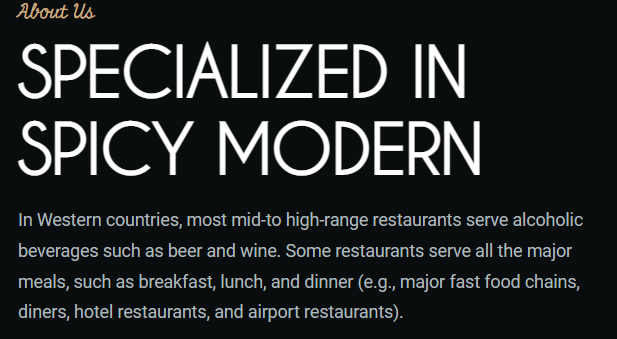 About Us
SPECIALIZED IN
SPICY MODERN
In Western countries, most mid-to high-range restaurants serve alcoholic
beverages such as beer and wine. Some restaurants serve all the major
meals, such as breakfast, lunch, and dinner (e.g., major fast food chains,
diners, hotel restaurants, and airport restaurants).